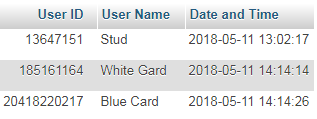 User ID User Name Date and Time
13647151 Stud 2018-05-11 13:02:17
185161164 White Gard 2018-05-11 14:14:14
20418220217 Blue Card 2018-05-11 14:14:26